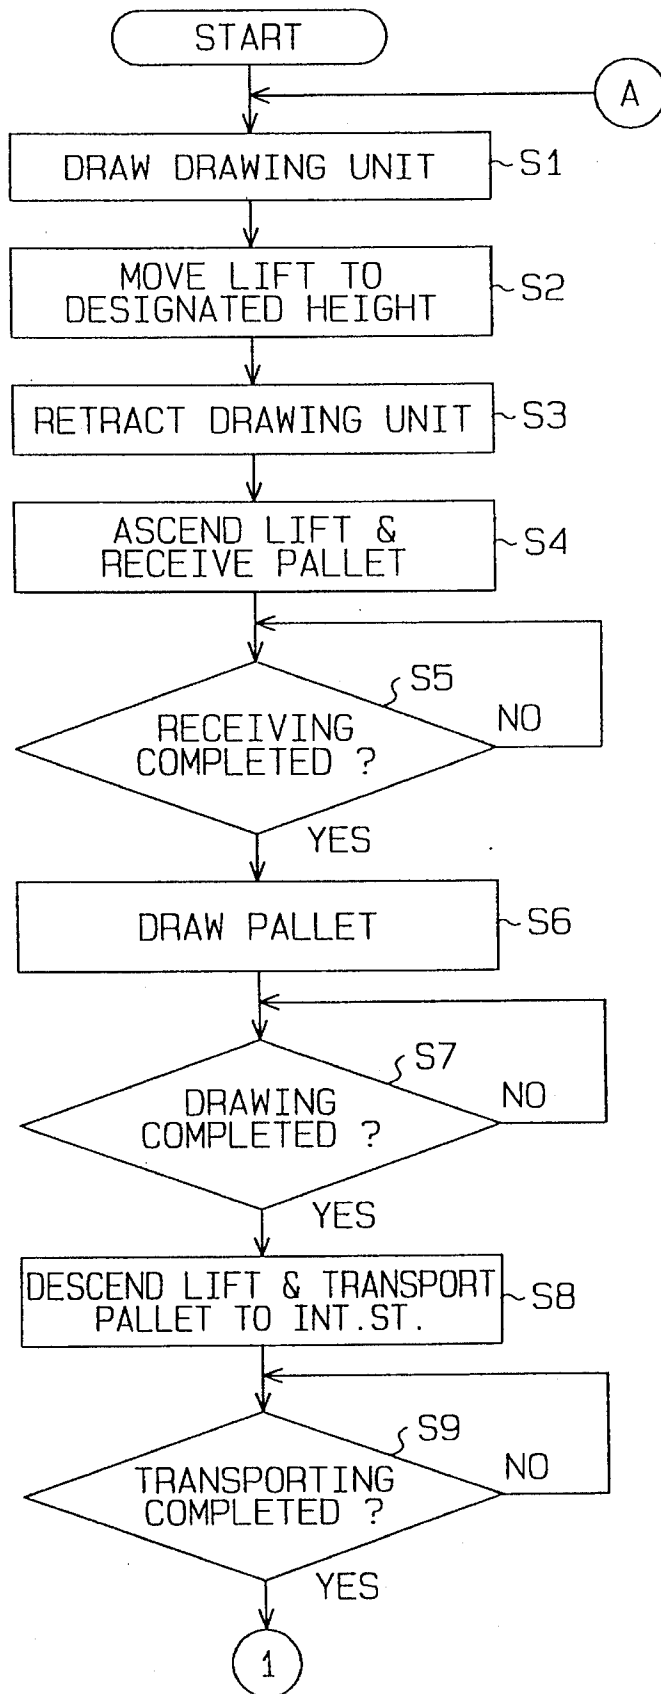 START
A
DRAW DRAWING UNIT
S1
MOVE LIFT TO
DESIGNATED HEIGHT
S2
RETRACT DRAWING UNIT
S3
ASCEND LIFT &
RECEIVE PALLET
S4
S5
RECEIVING
COMPLETED ?
NO
YES
DRAW PALLET
S6
S7
DRAWING
COMPLETED ?
NO
YES
DESCEND LIFT & TRANSPORT
PALLET TO INT.ST.
S8
S9
TRANSPORTING
COMPLETED ?
NO
YES
1